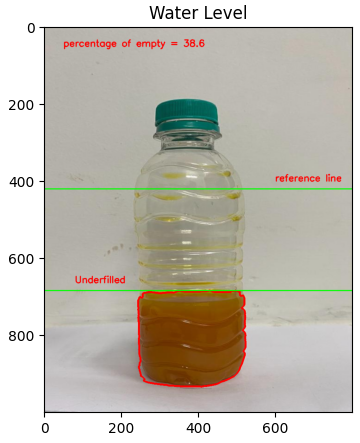 Water Level
percentage of empty = 38.6
reference line
Underfilled
0
200
400
600
800
0
200
400
600